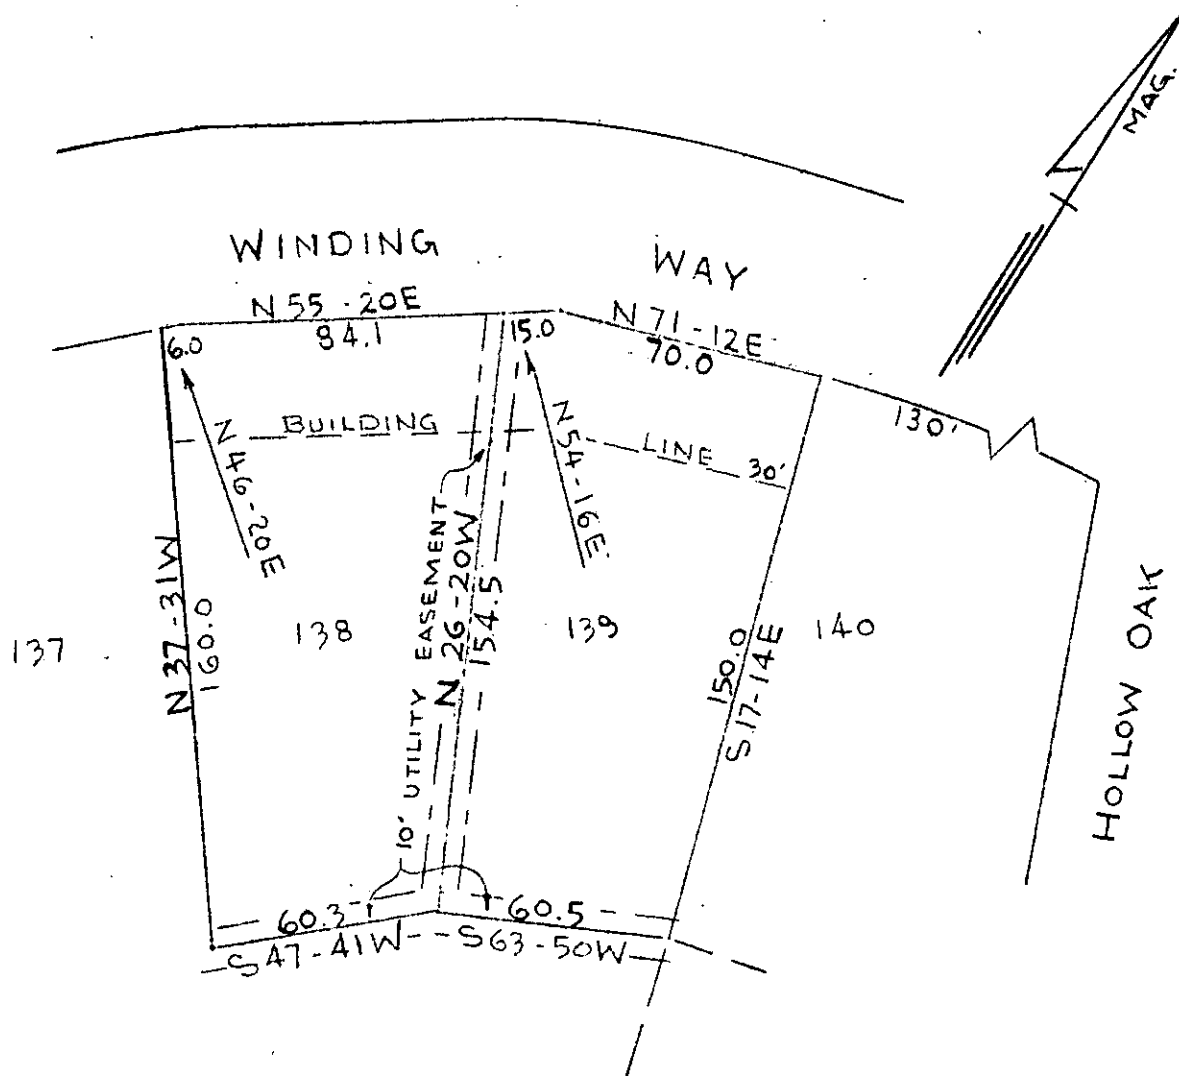 MAG.
WINDING WAY
N 55-20E
84.1
6.0
15.0
N 71-12E
70.0
130'
BUILDING LINE 30'
N 46-20E
N 54-16E
N 37-31W
160.0
10' UTILITY EASEMENT
N 26-20W
154.5
150.0
S 17-14E
137
138
139
140
HOLLOW OAK
60.3
60.5
S 47-41W
S 63-50W